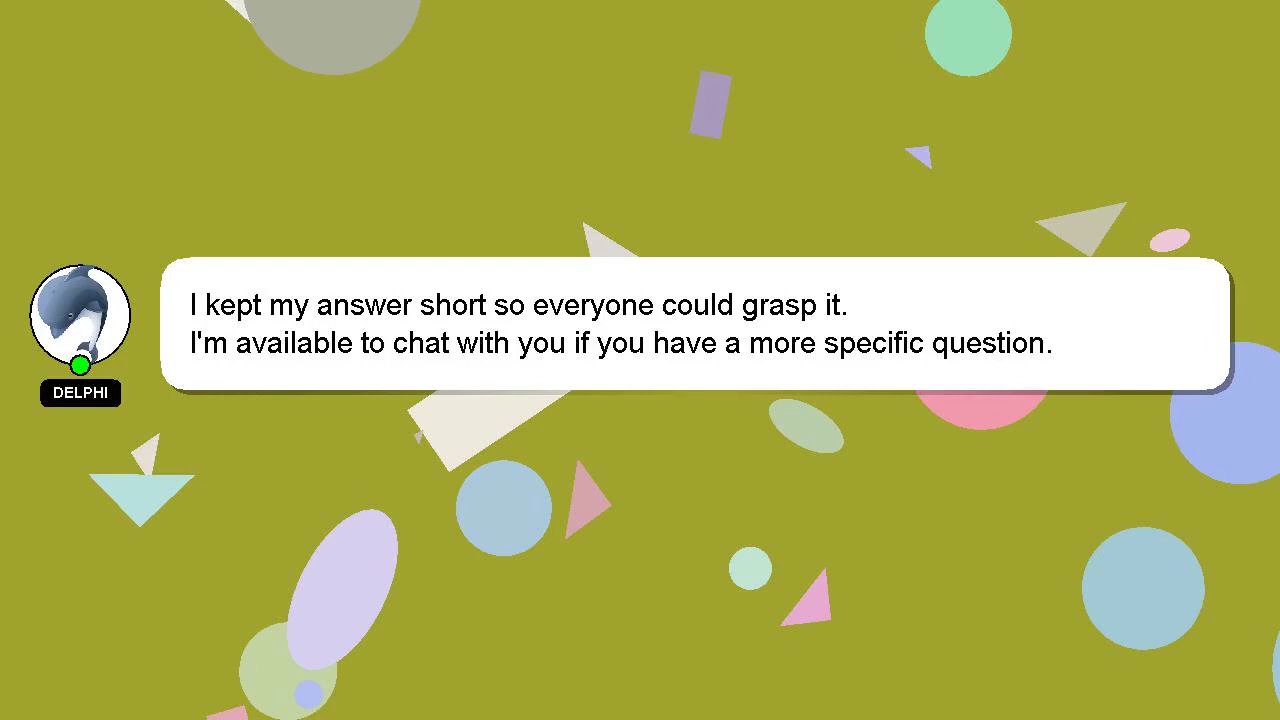 I kept my answer short so everyone could grasp it.
I'm available to chat with you if you have a more specific question.
DELPHI